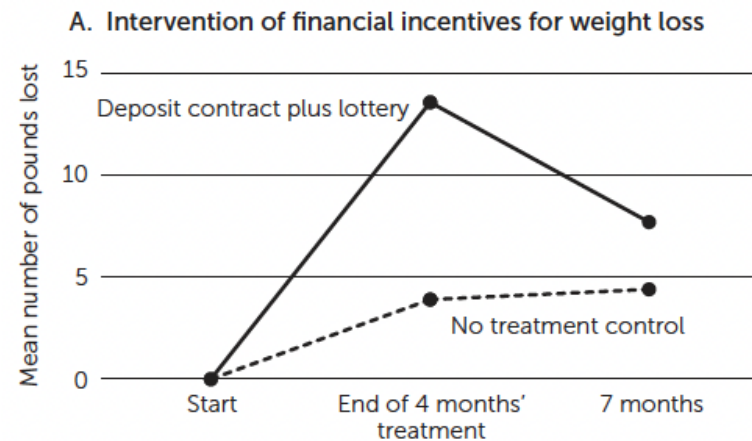 A. Intervention of financial incentives for weight loss
Mean number of pounds lost
15
Deposit contract plus lottery
10
5
No treatment control
0
Start
End of 4 months’
treatment
7 months